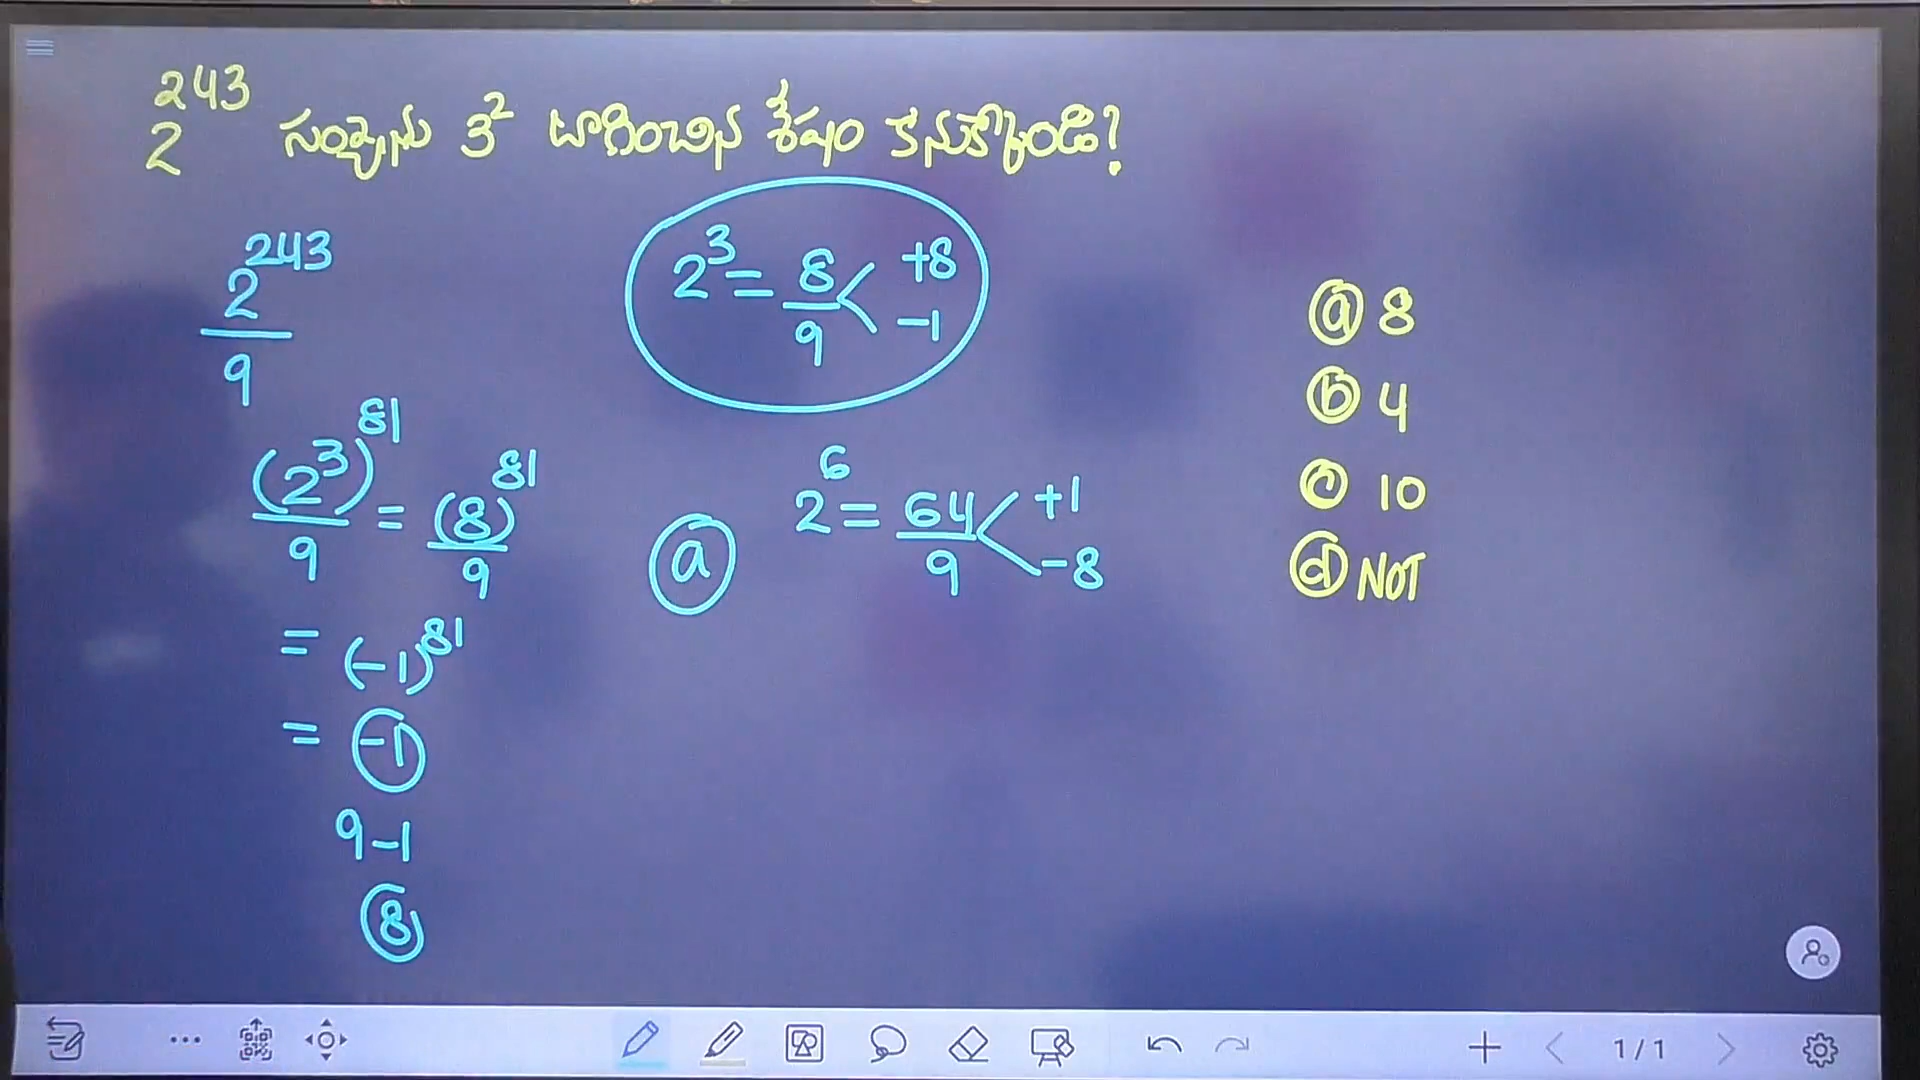 2^243 సంఖ్యను 3^2 బాగించిన శేషం కనుక్కోండి?
2^243 / 9
2^3 = 8/9 < +8 -1
(2^3)^81 / 9 = (8)^81 / 9
= (-1)^81
= -1
9-1
8
a
2^6 = 64/9 < +1 -8
a 8
b 4
c 10
d NOT
1/1